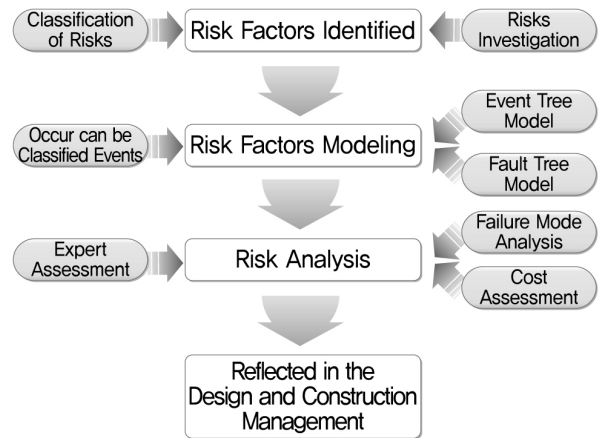 Classification
of Risks
Risk Factors Identified
Risks
Investigation
Event Tree
Model
Occur can be
Classified Events
Risk Factors Modeling
Fault Tree
Model
Failure Mode
Analysis
Expert
Assessment
Risk Analysis
Cost
Assessment
Reflected in the
Design and Construction
Management